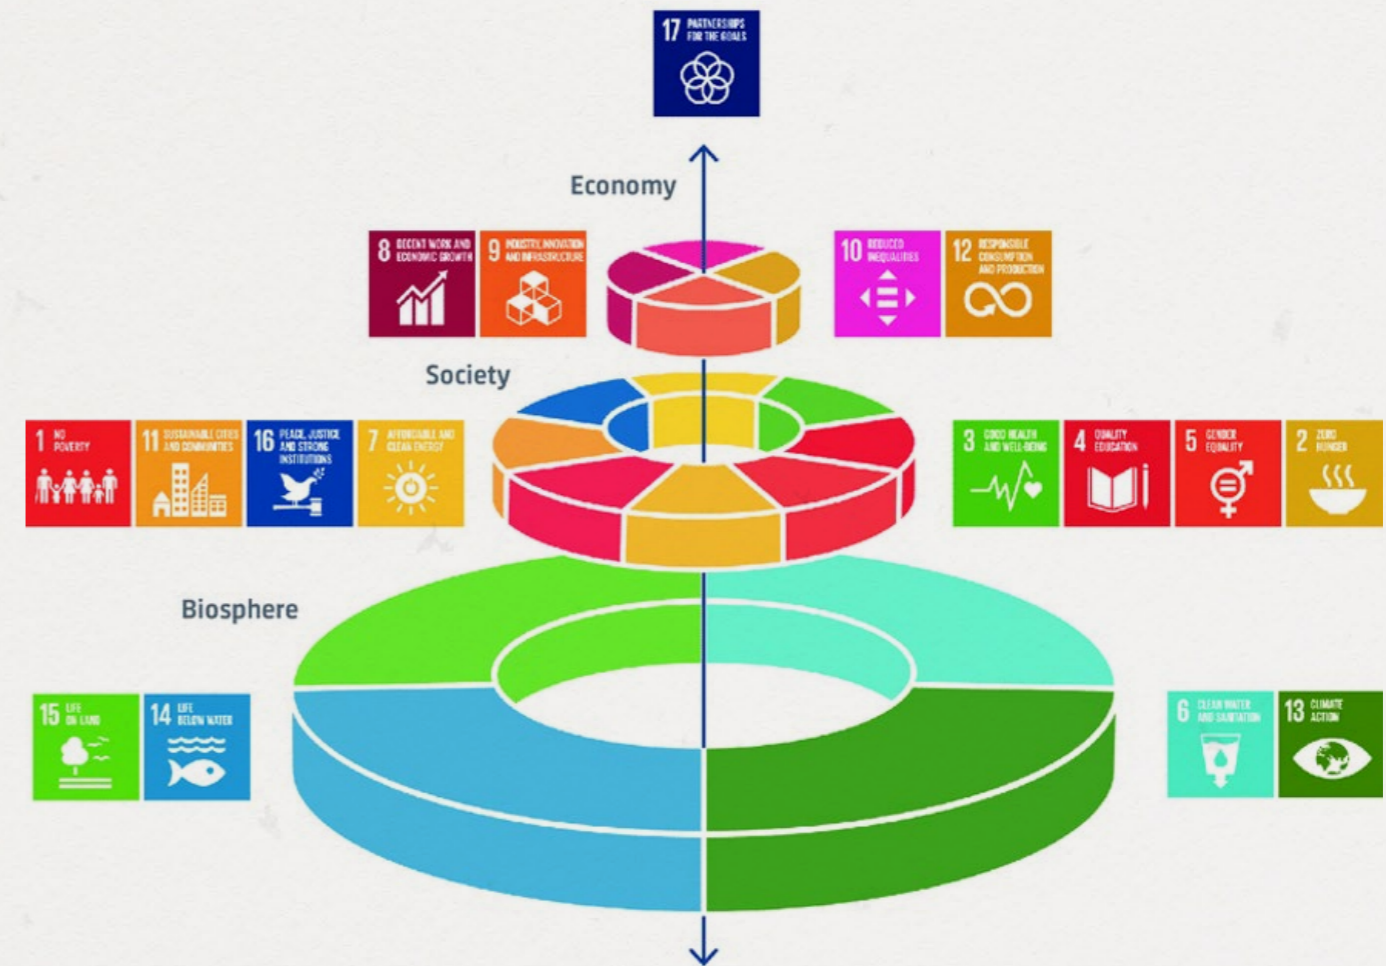 17 PARTNERSHIPS
FOR THE GOALS
Economy
8 DECENT WORK AND
ECONOMIC GROWTH
9 INDUSTRY, INNOVATION
AND INFRASTRUCTURE
10 REDUCED
INEQUALITIES
12 RESPONSIBLE
CONSUMPTION
AND PRODUCTION
Society
1 NO
POVERTY
11 SUSTAINABLE CITIES
AND COMMUNITIES
16 PEACE, JUSTICE
AND STRONG
INSTITUTIONS
7 AFFORDABLE AND
CLEAN ENERGY
3 GOOD HEALTH
AND WELL-BEING
4 QUALITY
EDUCATION
5 GENDER
EQUALITY
2 ZERO
HUNGER
Biosphere
15 LIFE
ON LAND
14 LIFE
BELOW WATER
6 CLEAN WATER
AND SANITATION
13 CLIMATE
ACTION